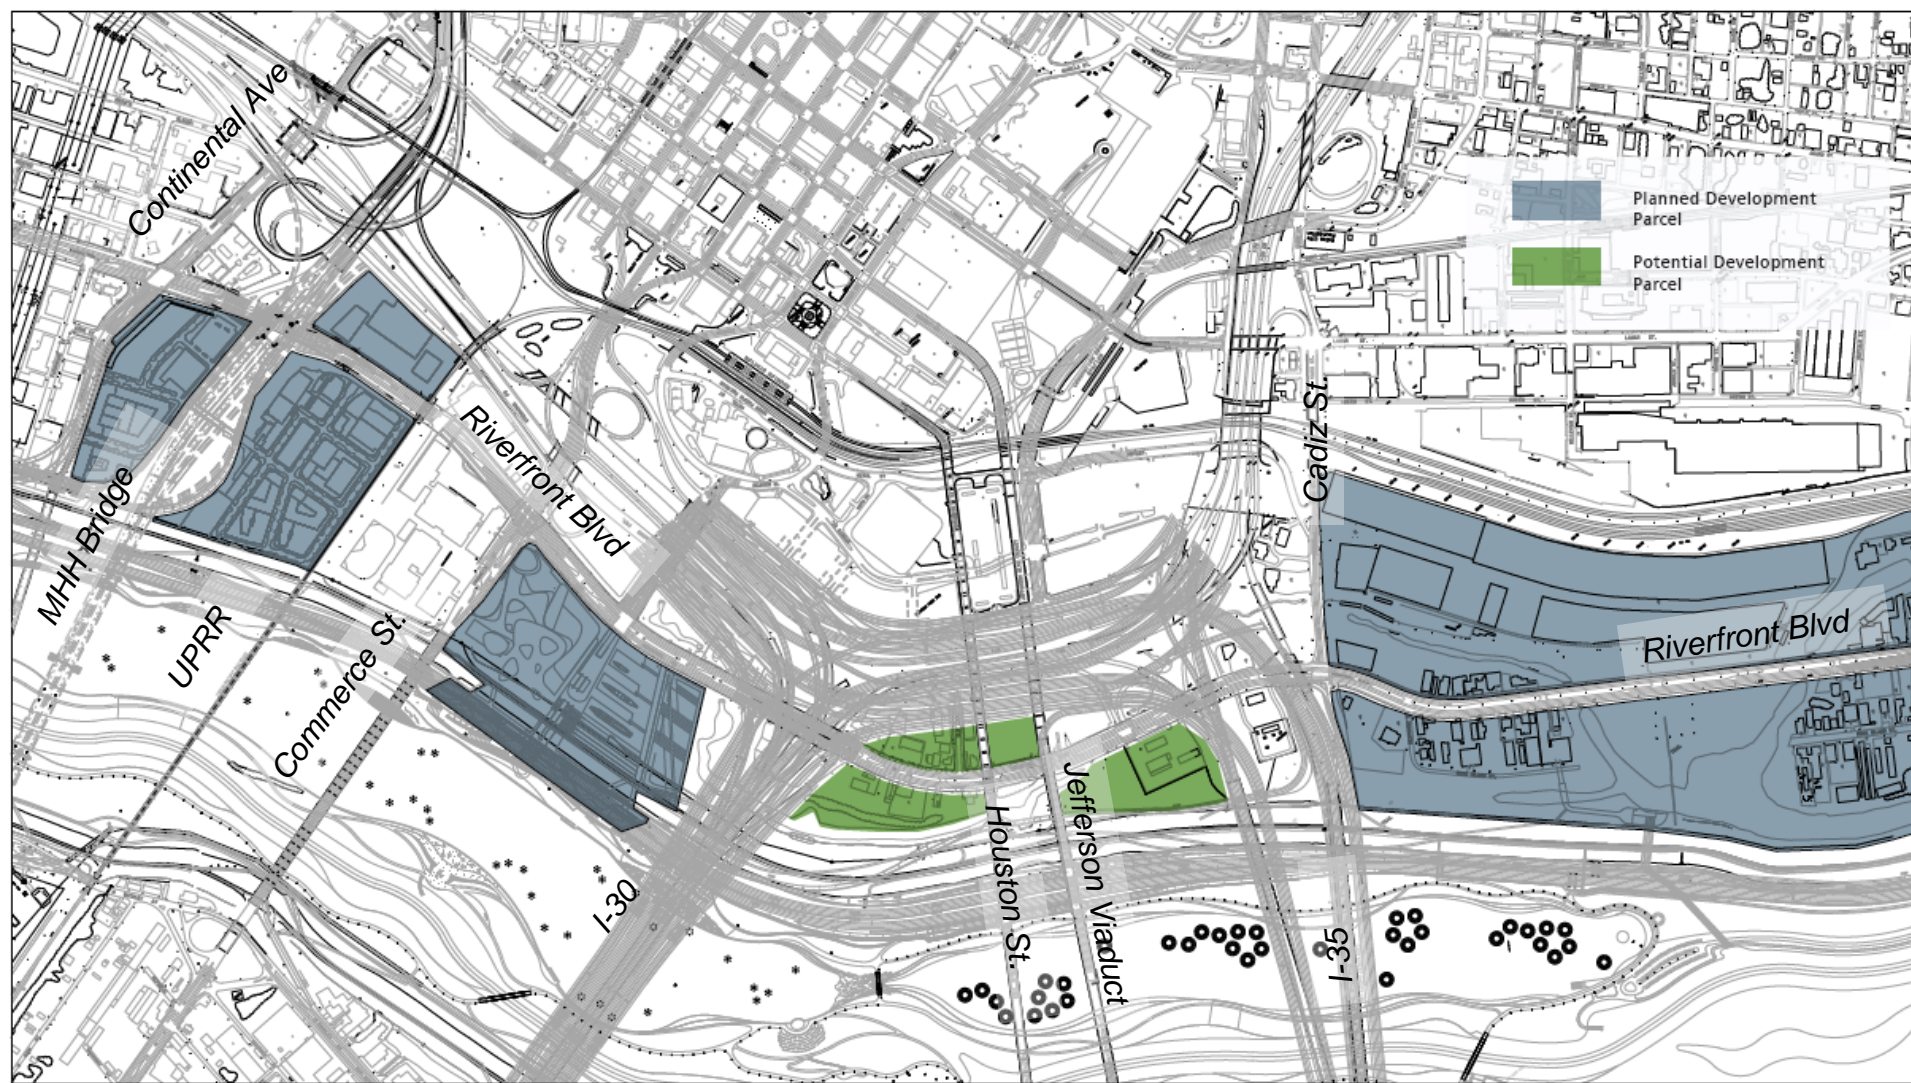 Continental Ave
Planned Development
Parcel
Potential Development
Parcel
Riverfront Blvd
Cadiz St.
MHH Bridge
UPRR
Commerce St.
Riverfront Blvd
I-30
Houston St.
Jefferson Viaduct
I-35